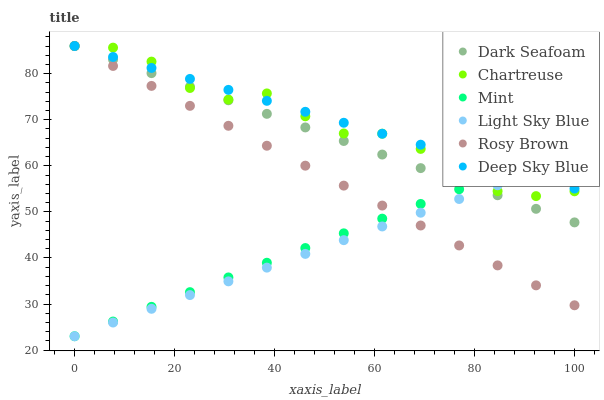 title
Dark Seafoam
Chartreuse
Mint
Light Sky Blue
Rosy Brown
Deep Sky Blue
yaxis_label
80
70
60
50
40
30
20
0 20 40 60 80 100
xaxis_label